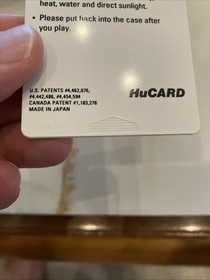 heat, water and direct sunlight.
• Please put back into the case after
you play.
U.S. PATENTS #4,462,076,
#4,442,486, #4,454,594
CANADA PATENT #1,183,276
MADE IN JAPAN
HuCARD